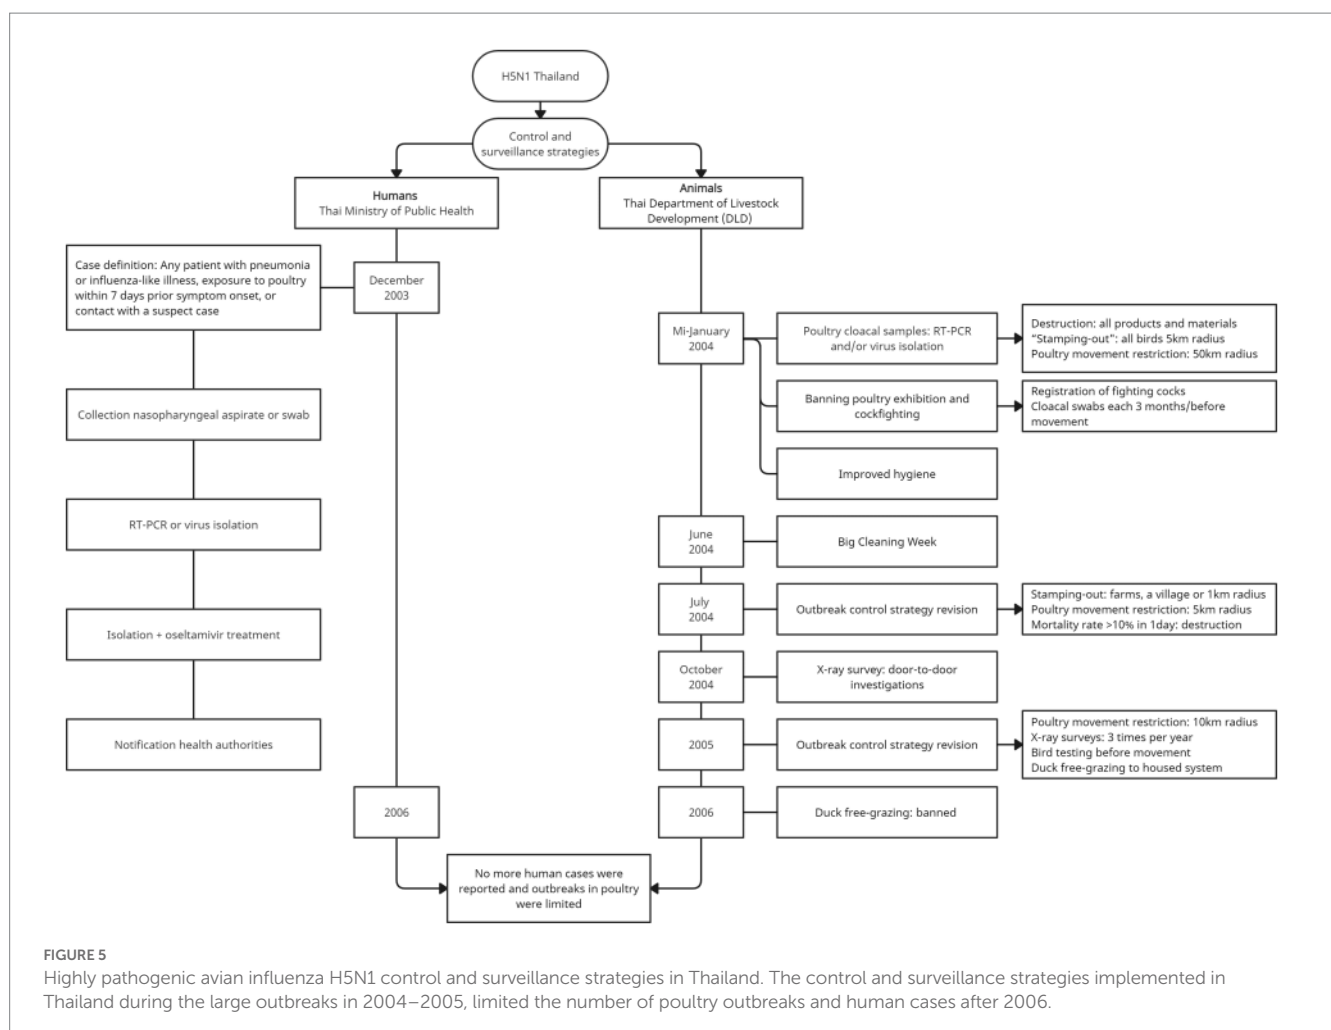 H5N1 Thailand
Control and
surveillance strategies
Humans
Thai Ministry of Public Health
Animals
Thai Department of Livestock
Development (DLD)
Case definition: Any patient with pneumonia
or influenza-like illness, exposure to poultry
within 7 days prior symptom onset, or
contact with a suspect case
December
2003
Collection nasopharyngeal aspirate or swab
RT-PCR or virus isolation
Isolation + oseltamivir treatment
Notification health authorities
2006
Mi-January
2004
Poultry cloacal samples: RT-PCR
and/or virus isolation
Destruction: all products and materials
“Stamping-out”: all birds 5km radius
Poultry movement restriction: 50km radius
Banning poultry exhibition and
cockfighting
Registration of fighting cocks
Cloacal swabs each 3 months/before
movement
Improved hygiene
June
2004
Big Cleaning Week
July
2004
Outbreak control strategy revision
Stamping-out: farms, a village or 1km radius
Poultry movement restriction: 5km radius
Mortality rate >10% in 1day: destruction
October
2004
X-ray survey: door-to-door
investigations
2005
Outbreak control strategy revision
Poultry movement restriction: 10km radius
X-ray surveys: 3 times per year
Bird testing before movement
Duck free-grazing to housed system
2006
Duck free-grazing: banned
No more human cases were
reported and outbreaks in poultry
were limited
FIGURE 5
Highly pathogenic avian influenza H5N1 control and surveillance strategies in Thailand. The control and surveillance strategies implemented in
Thailand during the large outbreaks in 2004–2005, limited the number of poultry outbreaks and human cases after 2006.